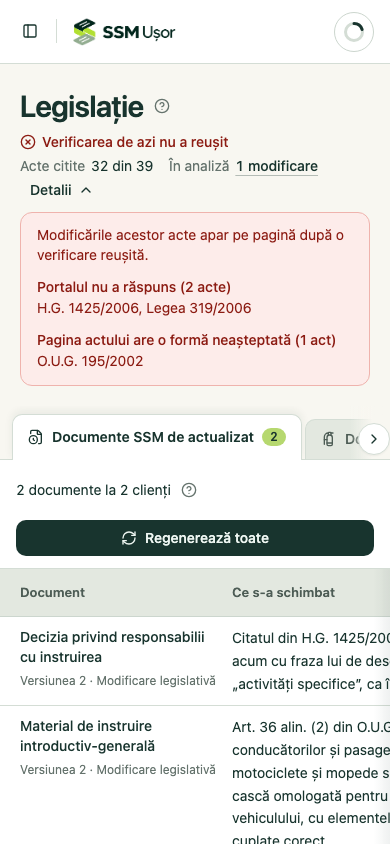 SSM Ușor
Legislație
Verificarea de azi nu a reușit
Acte citite 32 din 39 În analiză 1 modificare
Detalii
Modificările acestor acte apar pe pagină după o
verificare reușită.
Portalul nu a răspuns (2 acte)
H.G. 1425/2006, Legea 319/2006
Pagina actului are o formă neașteptată (1 act)
O.U.G. 195/2002
Documente SSM de actualizat 2
2 documente la 2 clienți
Regenerează toate
Document Ce s-a schimbat
Decizia privind responsabilii
cu instruirea
Versiunea 2 · Modificare legislativă
Citatul din H.G. 1425/200
acum cu fraza lui de des
„activități specifice”, ca î
Material de instruire
introductiv-generală
Versiunea 2 · Modificare legislativă
Art. 36 alin. (2) din O.U.G
conducătorilor și pasage
motociclete și mopede s
cască omologată pentru
vehiculului, cu elementel
cuplate corect